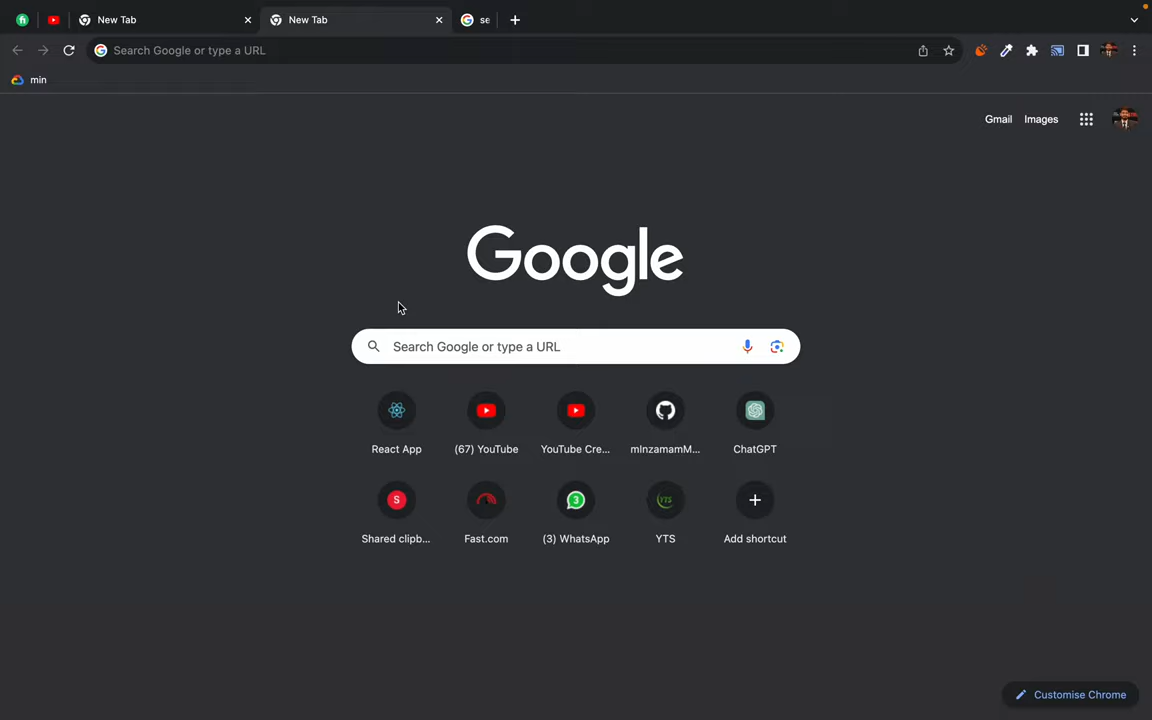 New Tab
New Tab
se
Search Google or type a URL
min
Gmail Images
Google
Search Google or type a URL
React App (67) YouTube YouTube Cre... mInzamamM... ChatGPT
S 3 YTS
Shared clipb... Fast.com (3) WhatsApp YTS Add shortcut
Customise Chrome